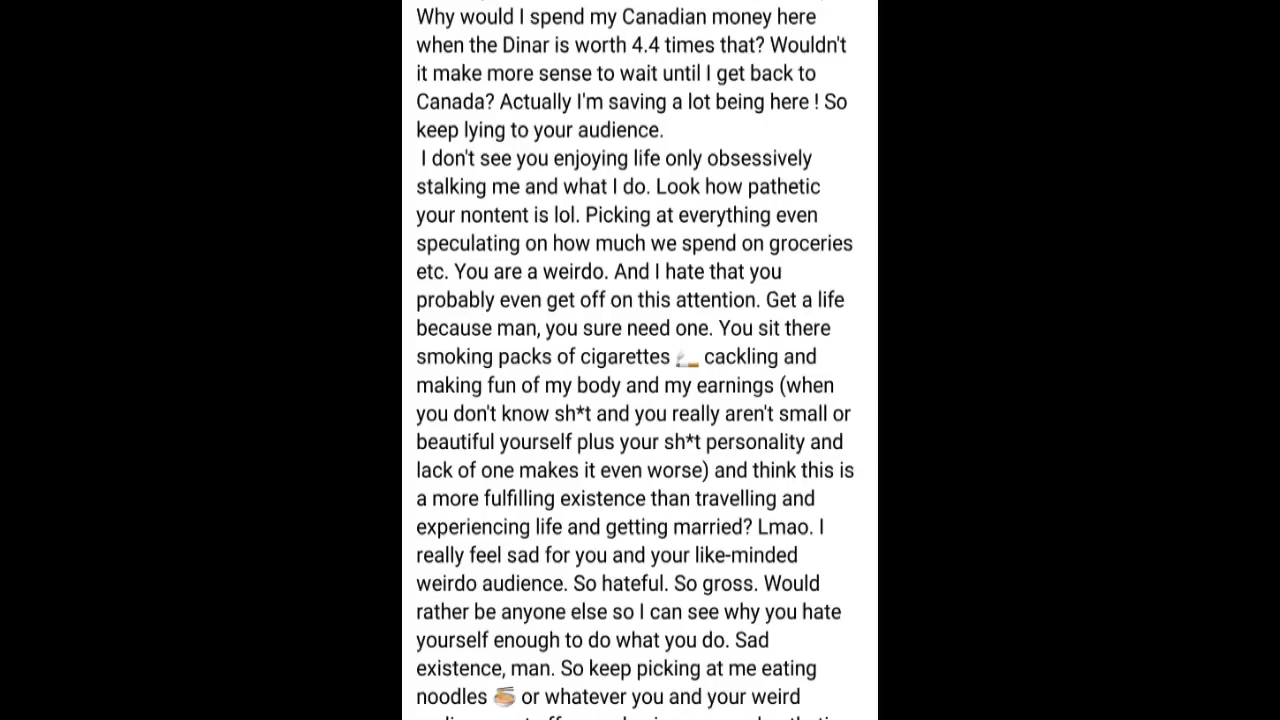 Why would I spend my Canadian money here
when the Dinar is worth 4.4 times that? Wouldn't
it make more sense to wait until I get back to
Canada? Actually I'm saving a lot being here ! So
keep lying to your audience.
I don't see you enjoying life only obsessively
stalking me and what I do. Look how pathetic
your nontent is lol. Picking at everything even
speculating on how much we spend on groceries
etc. You are a weirdo. And I hate that you
probably even get off on this attention. Get a life
because man, you sure need one. You sit there
smoking packs of cigarettes 🚬 cackling and
making fun of my body and my earnings (when
you don't know sh*t and you really aren't small or
beautiful yourself plus your sh*t personality and
lack of one makes it even worse) and think this is
a more fulfilling existence than travelling and
experiencing life and getting married? Lmao. I
really feel sad for you and your like-minded
weirdo audience. So hateful. So gross. Would
rather be anyone else so I can see why you hate
yourself enough to do what you do. Sad
existence, man. So keep picking at me eating
noodles 🍜 or whatever you and your weird